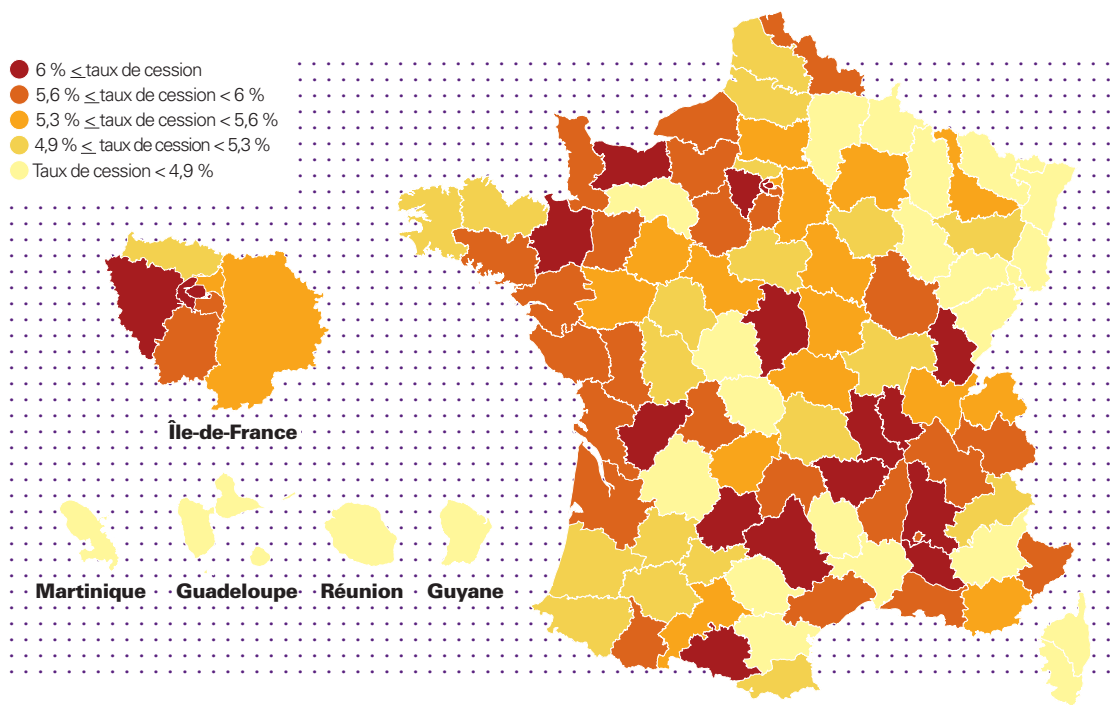 6 % ≤ taux de cession
5,6 % ≤ taux de cession < 6 %
5,3 % ≤ taux de cession < 5,6 %
4,9 % ≤ taux de cession < 5,3 %
Taux de cession < 4,9 %
Île-de-France
Martinique Guadeloupe Réunion Guyane